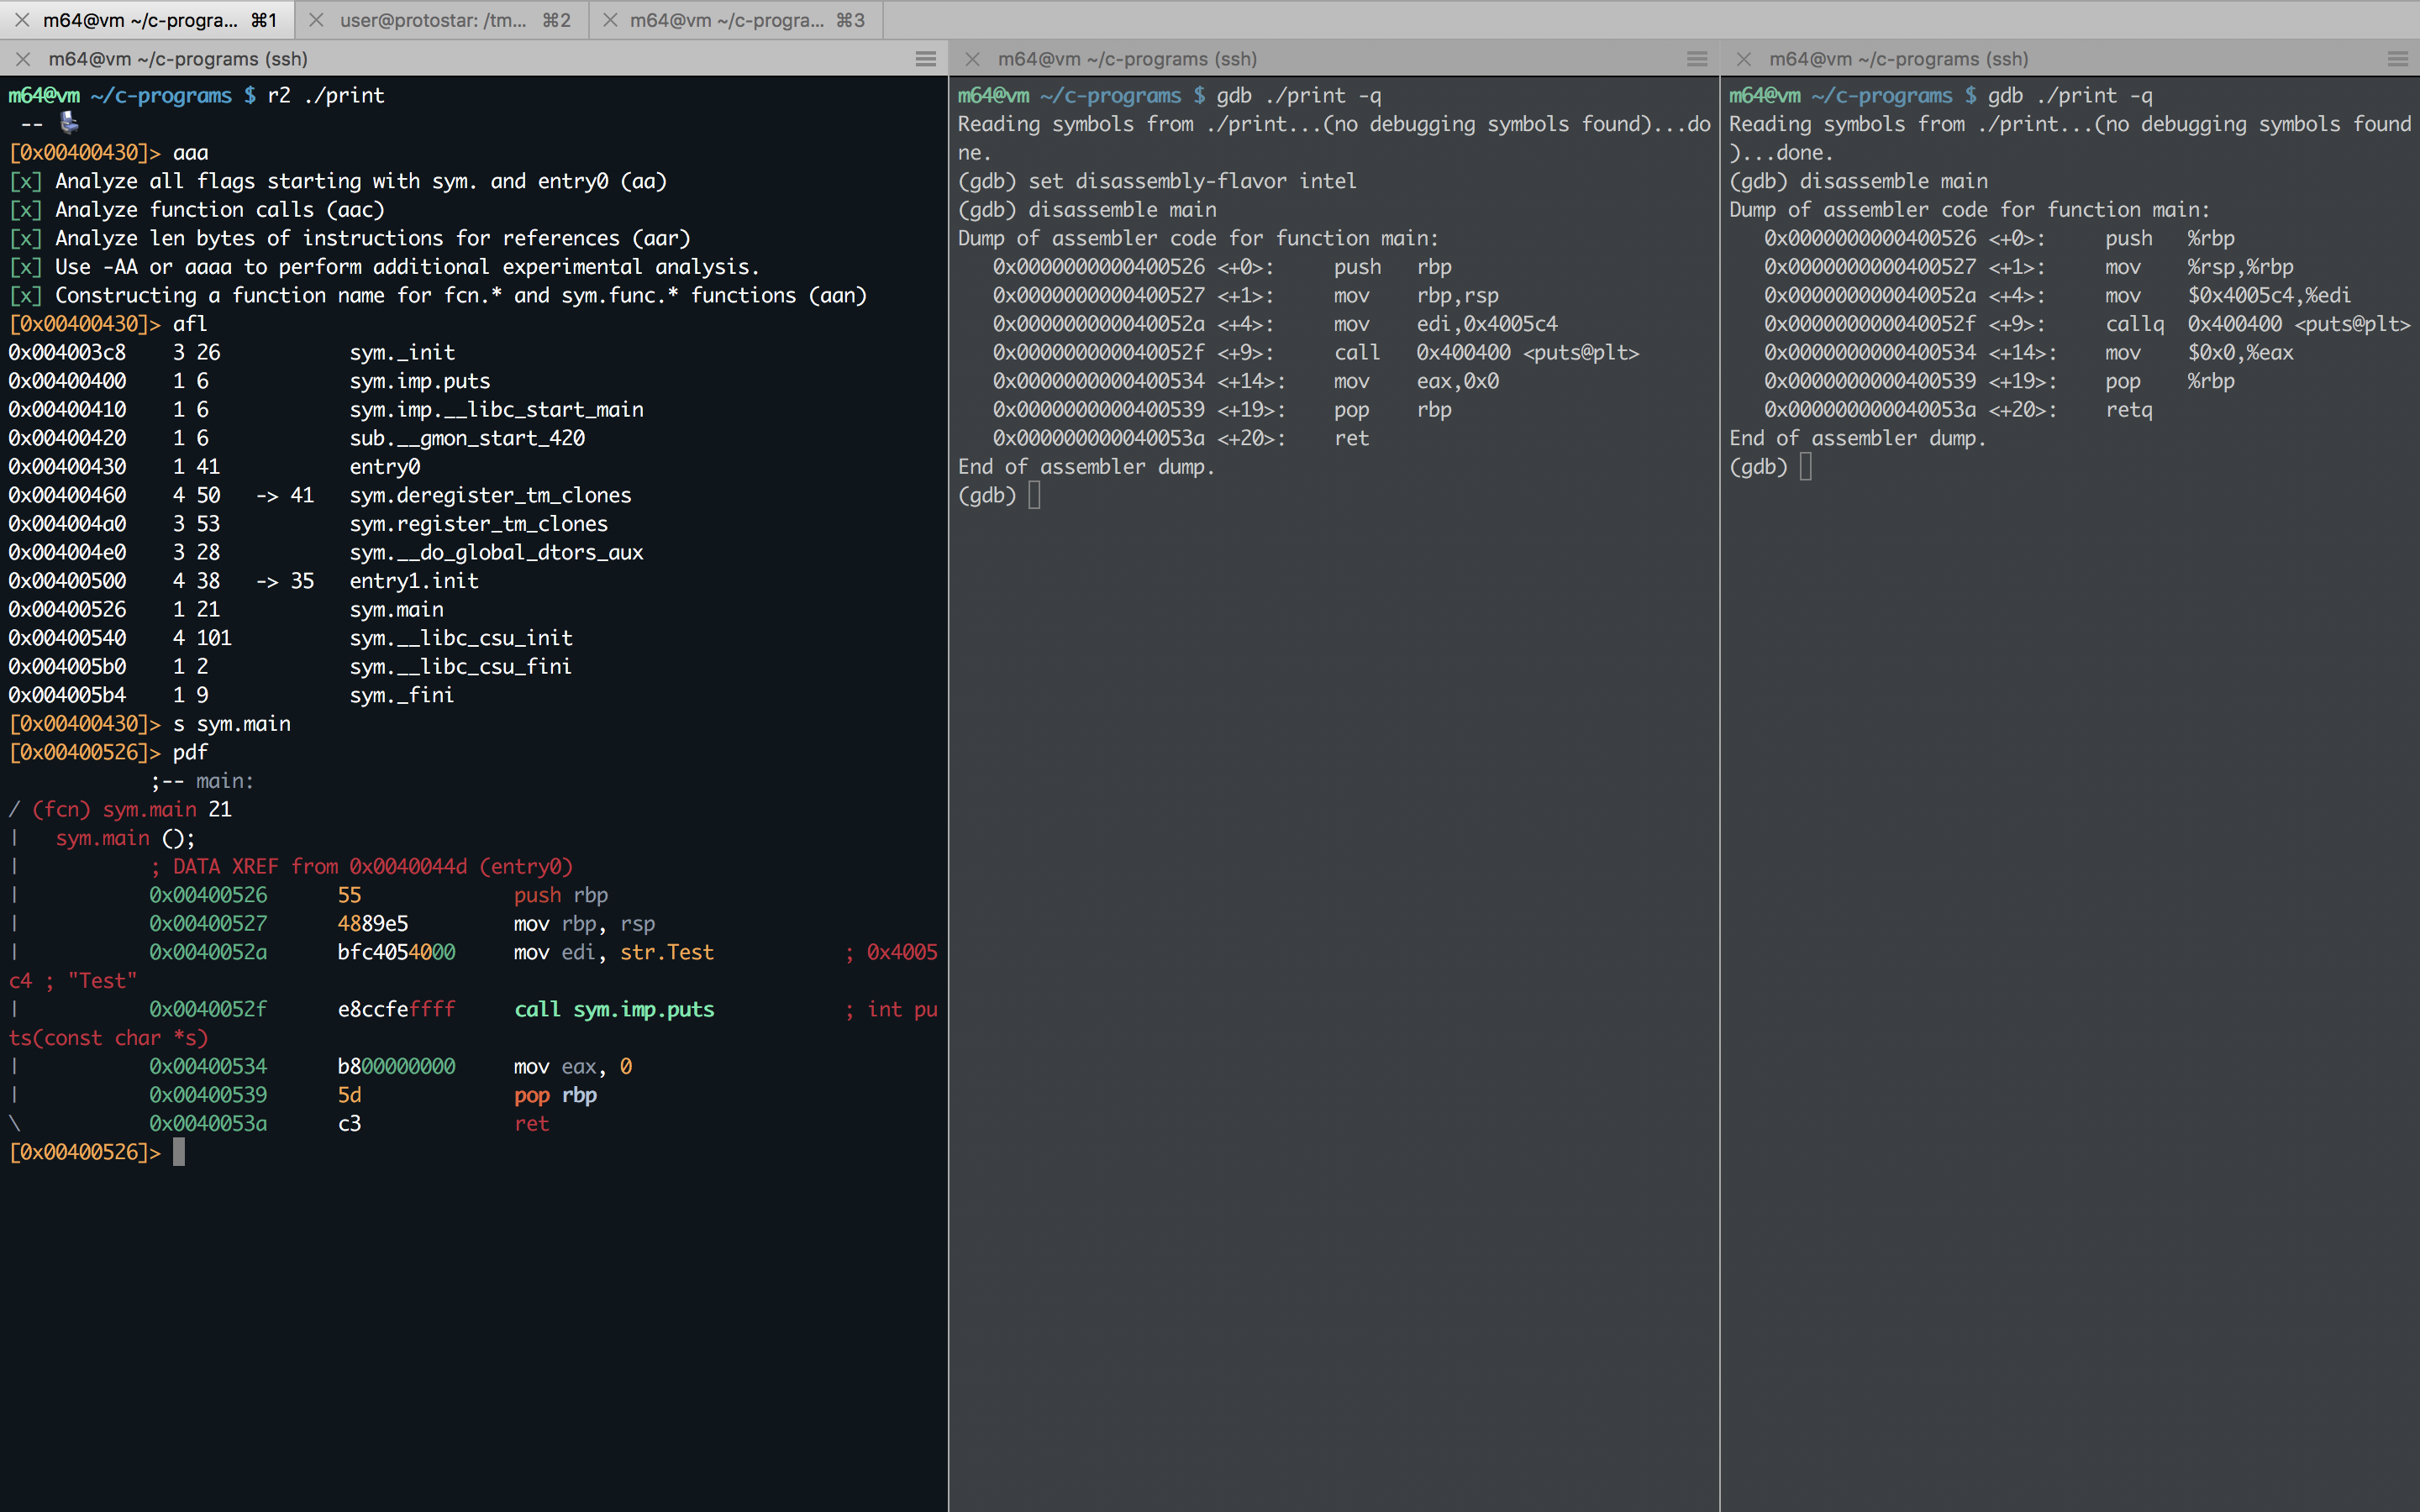 m64@vm ~/c-progra... ⌘1
user@protostar: /tm... ⌘2
m64@vm ~/c-progra... ⌘3
m64@vm ~/c-programs (ssh)
m64@vm ~/c-programs $ r2 ./print
--
[0x00400430]> aaa
[x] Analyze all flags starting with sym. and entry0 (aa)
[x] Analyze function calls (aac)
[x] Analyze len bytes of instructions for references (aar)
[x] Use -AA or aaaa to perform additional experimental analysis.
[x] Constructing a function name for fcn.* and sym.func.* functions (aan)
[0x00400430]> afl
0x004003c8    3 26           sym._init
0x00400400    1 6            sym.imp.puts
0x00400410    1 6            sym.imp.__libc_start_main
0x00400420    1 6            sub.__gmon_start_420
0x00400430    1 41           entry0
0x00400460    4 50   -> 41   sym.deregister_tm_clones
0x004004a0    3 53           sym.register_tm_clones
0x004004e0    3 28           sym.__do_global_dtors_aux
0x00400500    4 38   -> 35   entry1.init
0x00400526    1 21           sym.main
0x00400540    4 101          sym.__libc_csu_init
0x004005b0    1 2            sym.__libc_csu_fini
0x004005b4    1 9            sym._fini
[0x00400430]> s sym.main
[0x00400526]> pdf
            ;-- main:
/ (fcn) sym.main 21
|   sym.main ();
|           ; DATA XREF from 0x0040044d (entry0)
|           0x00400526      55             push rbp
|           0x00400527      4889e5         mov rbp, rsp
|           0x0040052a      bfc4054000     mov edi, str.Test           ; 0x4005
c4 ; "Test"
|           0x0040052f      e8ccfeffff     call sym.imp.puts           ; int pu
ts(const char *s)
|           0x00400534      b800000000     mov eax, 0
|           0x00400539      5d             pop rbp
\           0x0040053a      c3             ret
[0x00400526]>
m64@vm ~/c-programs (ssh)
m64@vm ~/c-programs $ gdb ./print -q
Reading symbols from ./print...(no debugging symbols found)...do
ne.
(gdb) set disassembly-flavor intel
(gdb) disassemble main
Dump of assembler code for function main:
   0x0000000000400526 <+0>:     push   rbp
   0x0000000000400527 <+1>:     mov    rbp,rsp
   0x000000000040052a <+4>:     mov    edi,0x4005c4
   0x000000000040052f <+9>:     call   0x400400 <puts@plt>
   0x0000000000400534 <+14>:    mov    eax,0x0
   0x0000000000400539 <+19>:    pop    rbp
   0x000000000040053a <+20>:    ret
End of assembler dump.
(gdb)
m64@vm ~/c-programs (ssh)
m64@vm ~/c-programs $ gdb ./print -q
Reading symbols from ./print...(no debugging symbols found
)...done.
(gdb) disassemble main
Dump of assembler code for function main:
   0x0000000000400526 <+0>:     push   %rbp
   0x0000000000400527 <+1>:     mov    %rsp,%rbp
   0x000000000040052a <+4>:     mov    $0x4005c4,%edi
   0x000000000040052f <+9>:     callq  0x400400 <puts@plt>
   0x0000000000400534 <+14>:    mov    $0x0,%eax
   0x0000000000400539 <+19>:    pop    %rbp
   0x000000000040053a <+20>:    retq
End of assembler dump.
(gdb)